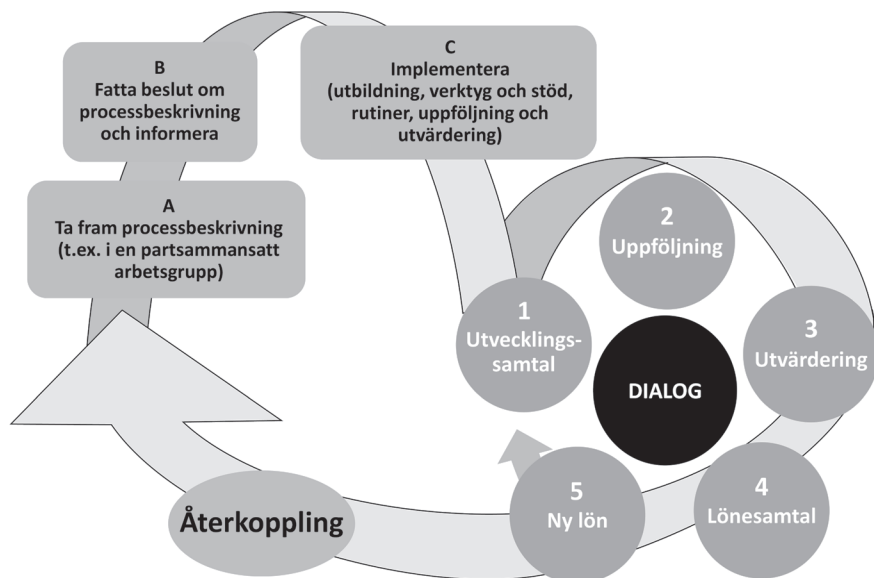 A
Ta fram processbeskrivning
(t.ex. i en partsammansatt
arbetsgrupp)
B
Fatta beslut om
processbeskrivning
och informera
C
Implementera
(utbildning, verktyg och stöd,
rutiner, uppföljning och
utvärdering)
1
Utvecklings-
samtal
2
Uppföljning
3
Utvärdering
4
Lönesamtal
5
Ny lön
DIALOG
Återkoppling